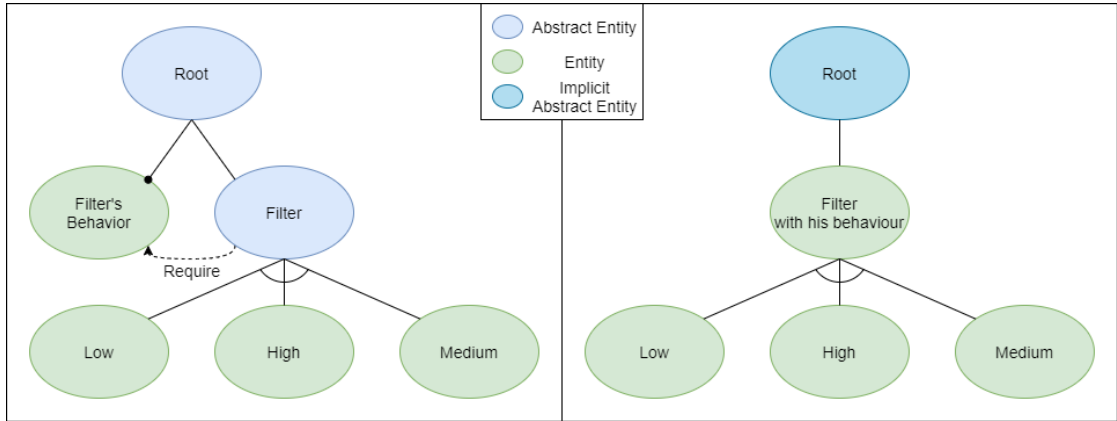 Abstract Entity
Entity
Implicit
Abstract Entity
Root
Filter's
Behavior
Filter
Require
Low
High
Medium
Root
Filter
with his behaviour
Low
High
Medium